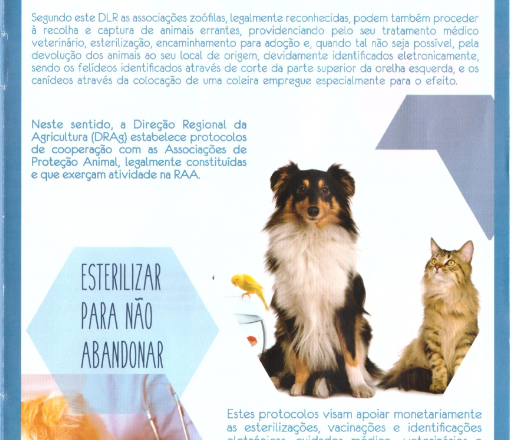 Segundo este DLR as associações zoófilas, legalmente reconhecidas, podem também proceder
à recolha e captura de animais errantes, providenciando pelo seu tratamento médico
veterinário, esterilização, encaminhamento para adoção e, quando tal não seja possível, pela
devolução dos animais ao seu local de origem, devidamente identificados eletronicamente,
sendo os felídeos identificados através de corte da parte superior da orelha esquerda, e os
canídeos através da colocação de uma coleira empregue especialmente para o efeito.
Neste sentido, a Direção Regional da
Agricultura (DRAg) estabelece protocolos
de cooperação com as Associações de
Proteção Animal, legalmente constituídas
e que exerçam atividade na RAA.
ESTERILIZAR
PARA NÃO
ABANDONAR
Estes protocolos visam apoiar monetariamente
as esterilizações, vacinações e identificações